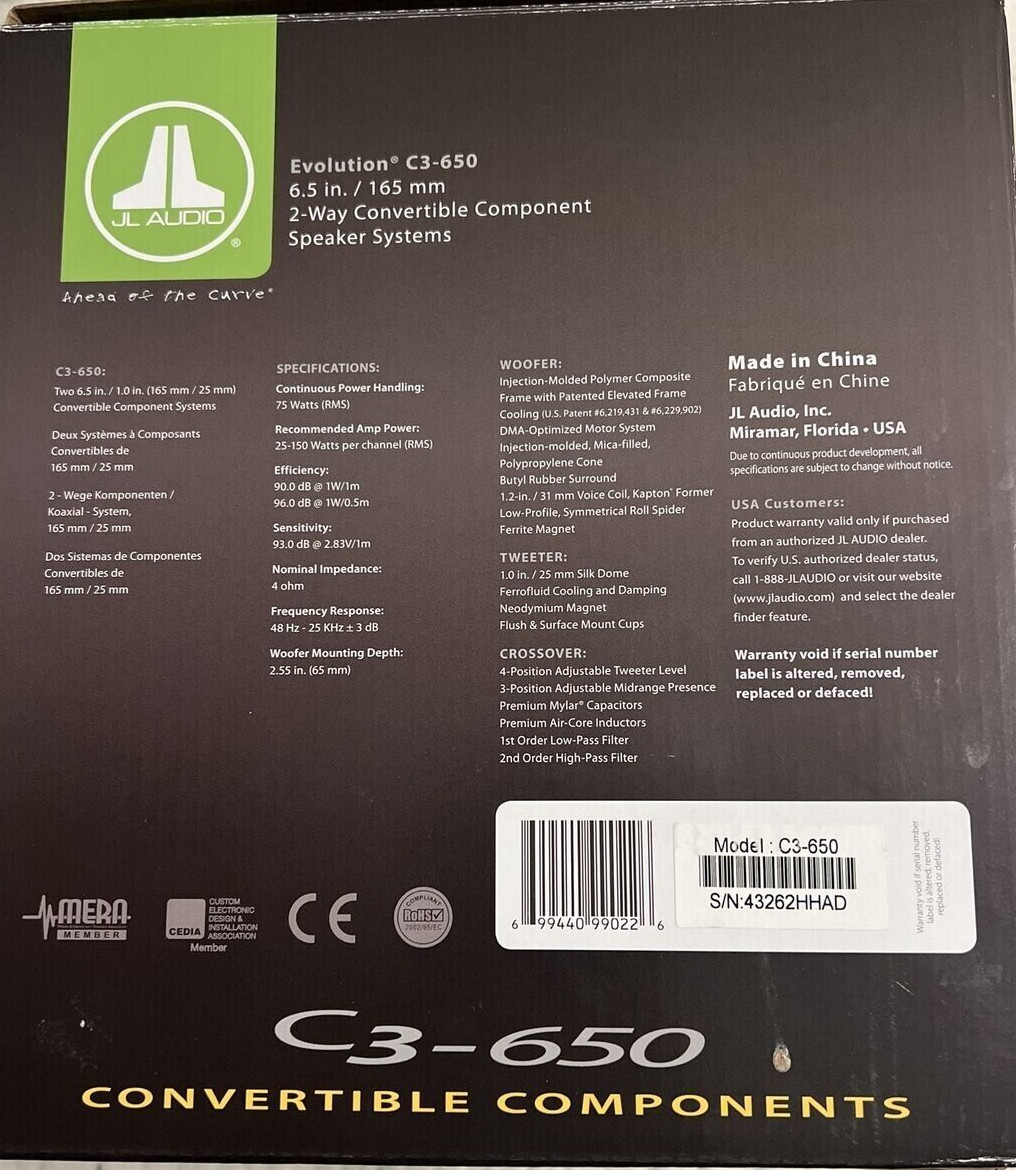 JL AUDIO
®
Ahead of the Curve®
Evolution® C3-650
6.5 in. / 165 mm
2-Way Convertible Component
Speaker Systems
C3-650:
Two 6.5 in. / 1.0 in. (165 mm / 25 mm)
Convertible Component Systems
Deux Systèmes à Composants
Convertibles de
165 mm / 25 mm
2 - Wege Komponenten /
Koaxial - System,
165 mm / 25 mm
Dos Sistemas de Componentes
Convertibles de
165 mm / 25 mm
SPECIFICATIONS:
Continuous Power Handling:
75 Watts (RMS)
Recommended Amp Power:
25-150 Watts per channel (RMS)
Efficiency:
90.0 dB @ 1W/1m
96.0 dB @ 1W/0.5m
Sensitivity:
93.0 dB @ 2.83V/1m
Nominal Impedance:
4 ohm
Frequency Response:
48 Hz - 25 KHz ± 3 dB
Woofer Mounting Depth:
2.55 in. (65 mm)
WOOFER:
Injection-Molded Polymer Composite
Frame with Patented Elevated Frame
Cooling (U.S. Patent #6,219,431 & #6,229,902)
DMA-Optimized Motor System
Injection-molded, Mica-filled,
Polypropylene Cone
Butyl Rubber Surround
1.2-in. / 31 mm Voice Coil, Kapton® Former
Low-Profile, Symmetrical Roll Spider
Ferrite Magnet
TWEETER:
1.0 in. / 25 mm Silk Dome
Ferrofluid Cooling and Damping
Neodymium Magnet
Flush & Surface Mount Cups
CROSSOVER:
4-Position Adjustable Tweeter Level
3-Position Adjustable Midrange Presence
Premium Mylar® Capacitors
Premium Air-Core Inductors
1st Order Low-Pass Filter
2nd Order High-Pass Filter
Made in China
Fabriqué en Chine
JL Audio, Inc.
Miramar, Florida • USA
Due to continuous product development, all
specifications are subject to change without notice.
USA Customers:
Product warranty valid only if purchased
from an authorized JL AUDIO dealer.
To verify U.S. authorized dealer status,
call 1-888-JLAUDIO or visit our website
(www.jlaudio.com) and select the dealer
finder feature.
Warranty void if serial number
label is altered, removed,
replaced or defaced!
MERA
MEMBER
CEDIA
CUSTOM
ELECTRONIC
DESIGN &
INSTALLATION
ASSOCIATION
Member
CE
COMPLIANT
RoHS
2002/95/EC
6 99440 99022 6
Model : C3-650
S/N:43262HHAD
Warranty void if serial number
label is altered, removed,
replaced or defaced!
C3-650
CONVERTIBLE COMPONENTS